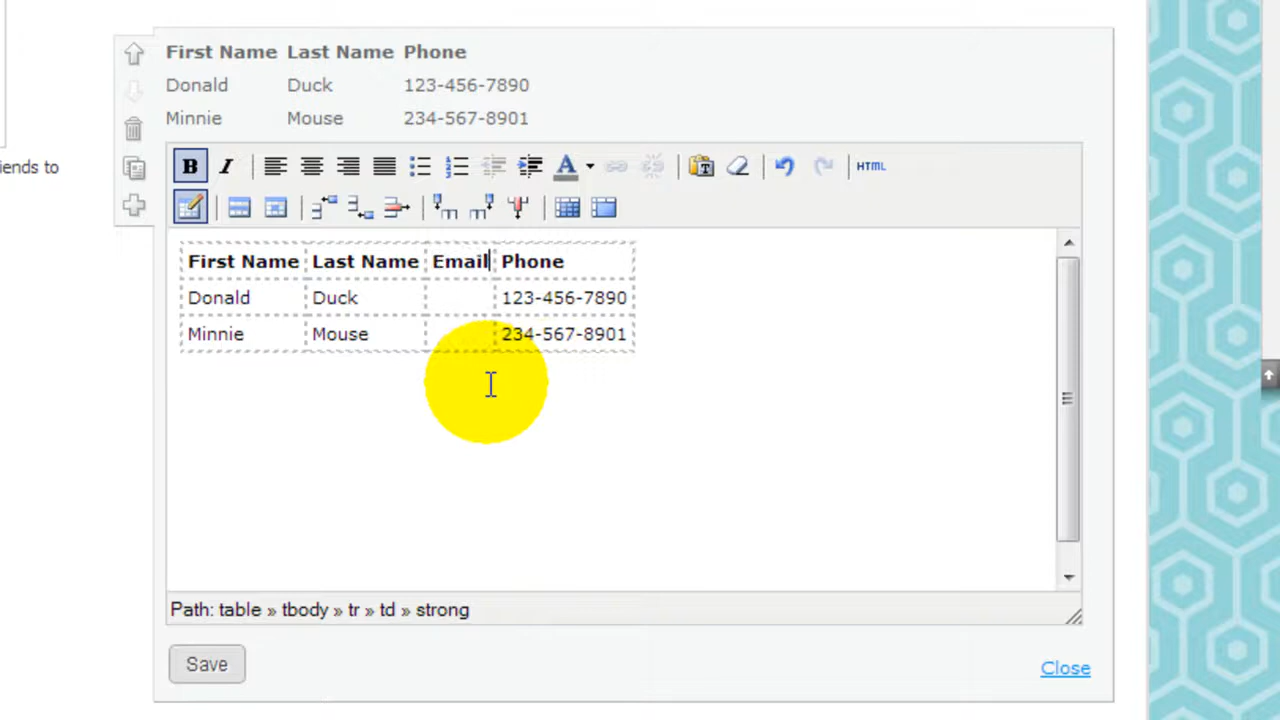 First Name Last Name Phone
Donald Duck 123-456-7890
Minnie Mouse 234-567-8901
iends to
B I A T HTML
First Name Last Name Email Phone
Donald Duck 123-456-7890
Minnie Mouse 234-567-8901
Path: table » tbody » tr » td » strong
Save Close